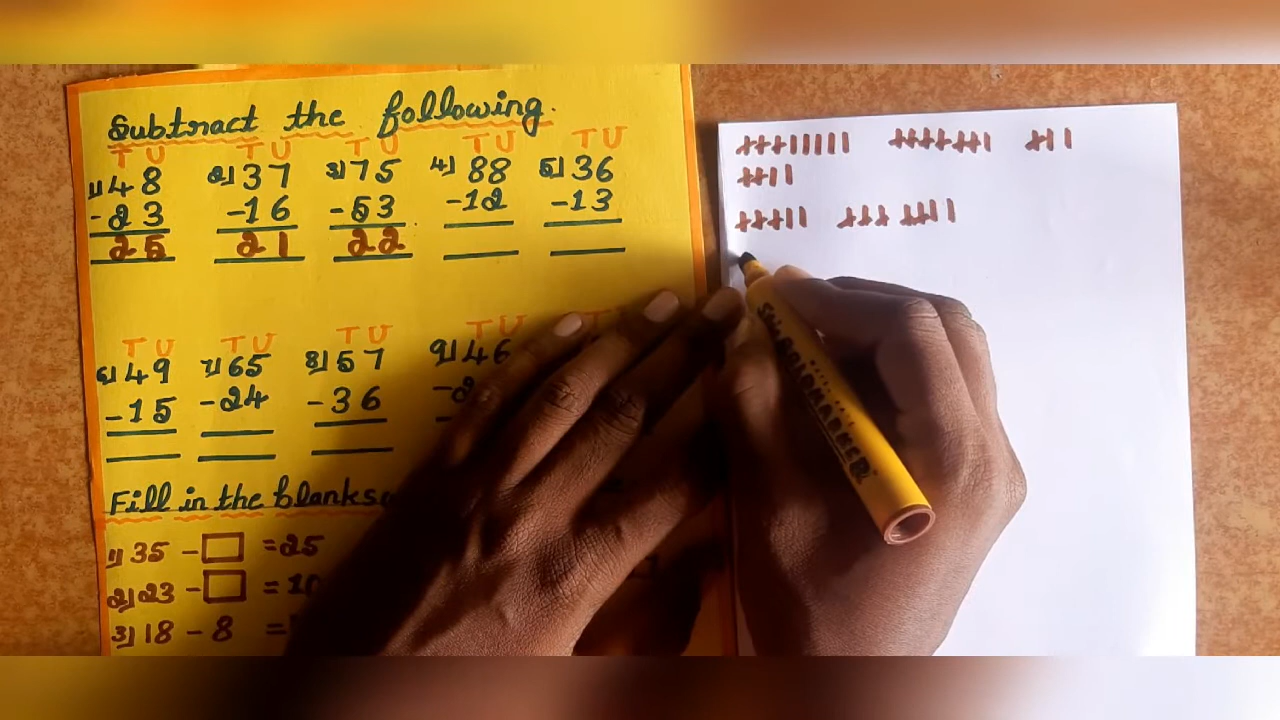 Subtract the following.
T U T U T U T U T U
1) 48 2) 37 3) 75 4) 88 5) 36
-23 -16 -53 -12 -13
25 21 22
T U T U T U T U
6) 49 7) 65 8) 57 9) 46
-15 -24 -36 -2
Fill in the blanks
1) 35 - = 25
2) 23 - = 10
3) 18 - 8 =